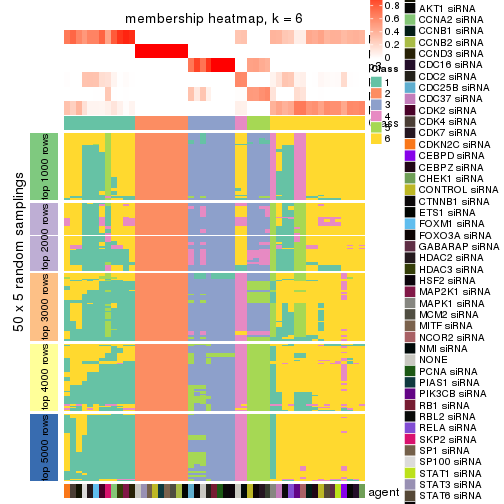 membership heatmap, k = 6
50 x 5 random samplings
top 1000 rows
top 2000 rows
top 3000 rows
top 4000 rows
top 5000 rows
0.8
0.6
0.4
0.2
0
Class
1
2
3
4
5
6
agent
AKT1 siRNA
CCNA2 siRNA
CCNB1 siRNA
CCNB2 siRNA
CCND3 siRNA
CDC16 siRNA
CDC2 siRNA
CDC25B siRNA
CDC37 siRNA
CDK2 siRNA
CDK4 siRNA
CDK7 siRNA
CDKN2C siRNA
CEBPD siRNA
CEBPZ siRNA
CHEK1 siRNA
CONTROL siRNA
CTNNB1 siRNA
ETS1 siRNA
FOXM1 siRNA
FOXO3A siRNA
GABARAP siRNA
HDAC2 siRNA
HDAC3 siRNA
HSF2 siRNA
MAP2K1 siRNA
MAPK1 siRNA
MCM2 siRNA
MITF siRNA
NCOR2 siRNA
NMI siRNA
NONE
PCNA siRNA
PIAS1 siRNA
PIK3CB siRNA
RB1 siRNA
RBL2 siRNA
RELA siRNA
SKP2 siRNA
SP1 siRNA
SP100 siRNA
STAT1 siRNA
STAT3 siRNA
STAT6 siRNA